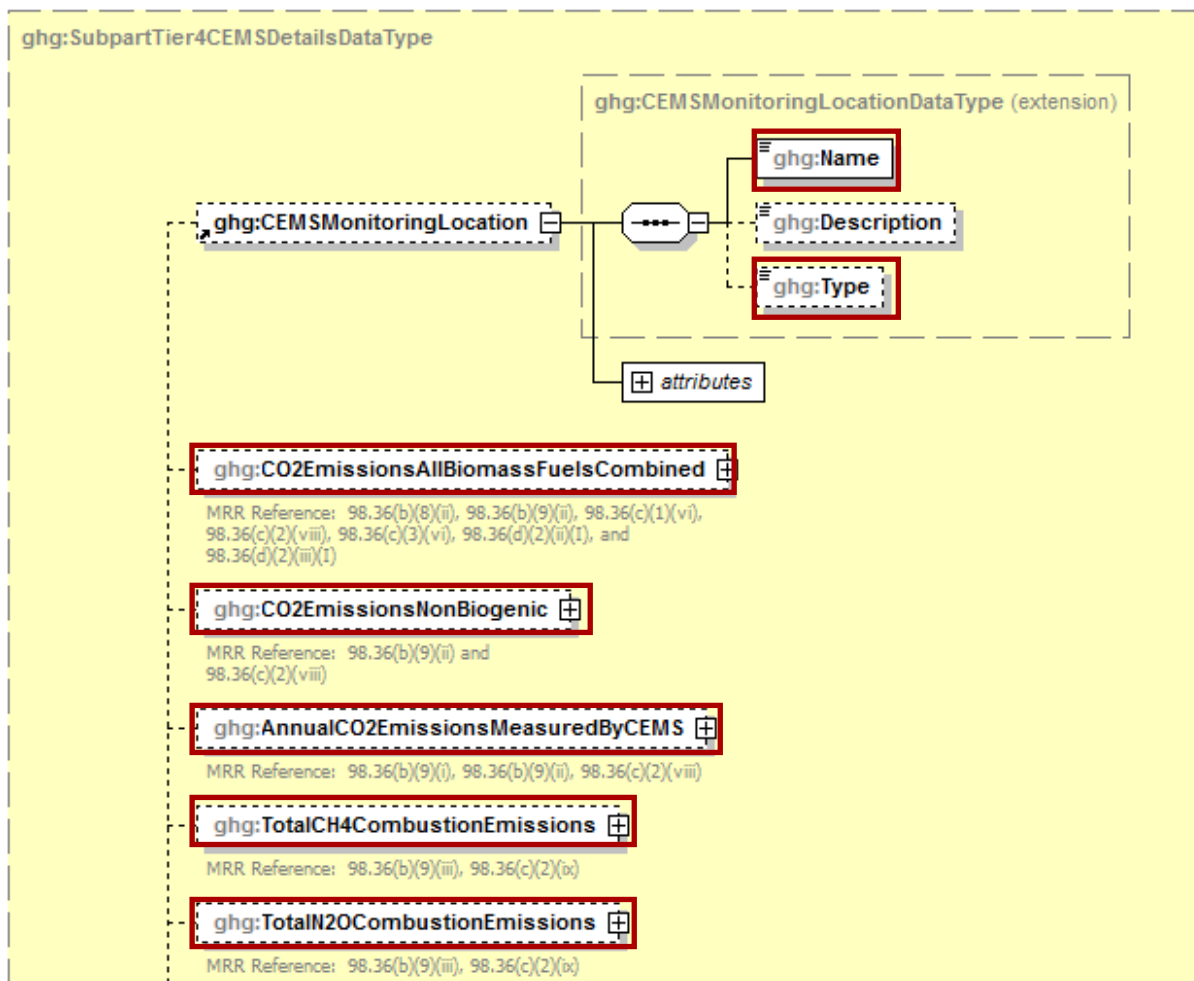 ghg:SubpartTier4CEMSDetailsDataType
ghg:CEMSMonitoringLocationDataType (extension)
ghg:Name
ghg:CEMSMonitoringLocation
ghg:Description
ghg:Type
attributes
ghg:CO2EmissionsAllBiomassFuelsCombined
MRR Reference: 98.36(b)(8)(ii), 98.36(b)(9)(ii), 98.36(c)(1)(vi),
98.36(c)(2)(viii), 98.36(c)(3)(vi), 98.36(d)(2)(ii)(I), and
98.36(d)(2)(iii)(I)
ghg:CO2EmissionsNonBiogenic
MRR Reference: 98.36(b)(9)(ii) and
98.36(c)(2)(viii)
ghg:AnnualCO2EmissionsMeasuredByCEMS
MRR Reference: 98.36(b)(9)(i), 98.36(b)(9)(ii), 98.36(c)(2)(viii)
ghg:TotalCH4CombustionEmissions
MRR Reference: 98.36(b)(9)(iii), 98.36(c)(2)(ix)
ghg:TotalN2OCombustionEmissions
MRR Reference: 98.36(b)(9)(iii), 98.36(c)(2)(ix)